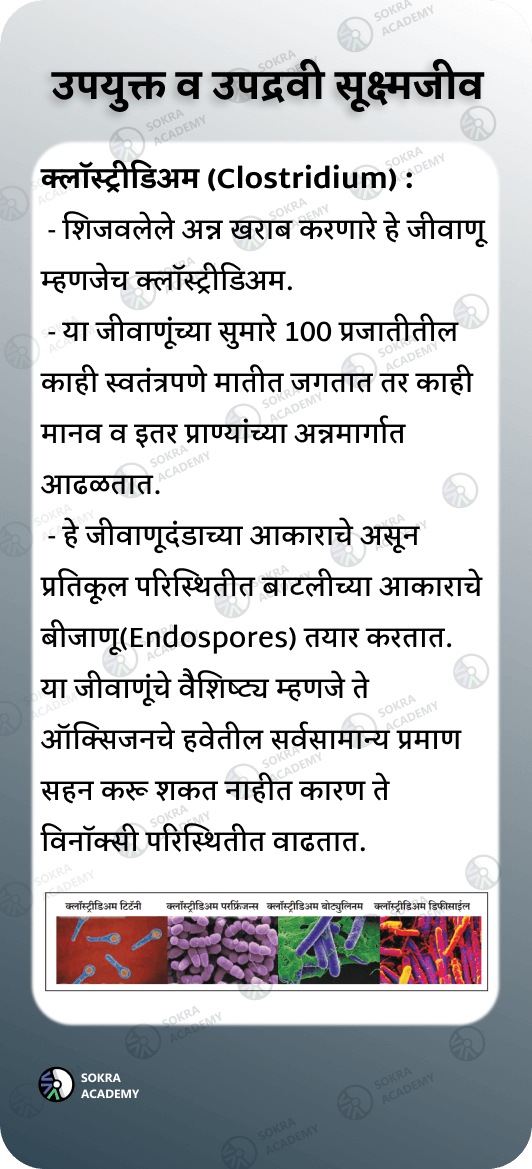 उपयुक्त व उपद्रवी सूक्ष्मजीव
क्लॉस्ट्रीडिअम (Clostridium) :
- शिजवलेले अन्न खराब करणारे हे जीवाणू
म्हणजेच क्लॉस्ट्रीडिअम.
- या जीवाणूंच्या सुमारे 100 प्रजातीतील
काही स्वतंत्रपणे मातीत जगतात तर काही
मानव व इतर प्राण्यांच्या अन्नमार्गात
आढळतात.
- हे जीवाणूदंडाच्या आकाराचे असून
प्रतिकूल परिस्थितीत बाटलीच्या आकाराचे
बीजाणू(Endospores) तयार करतात.
या जीवाणूंचे वैशिष्ट्य म्हणजे ते
ऑक्सिजनचे हवेतील सर्वसामान्य प्रमाण
सहन करू शकत नाहीत कारण ते
विनॉक्सी परिस्थितीत वाढतात.
क्लॉस्ट्रीडिअम टिटॅनी क्लॉस्ट्रीडिअम परफ्रिंजन्स क्लॉस्ट्रीडिअम बोट्युलिनम क्लॉस्ट्रीडिअम डिफीसाईल
SOKRA
ACADEMY